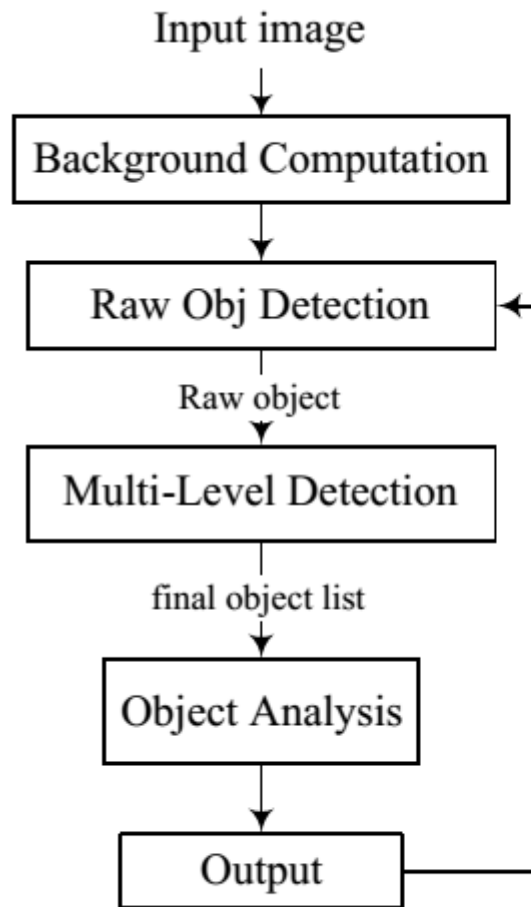 Input image
Background Computation
Raw Obj Detection
Raw object
Multi-Level Detection
final object list
Object Analysis
Output